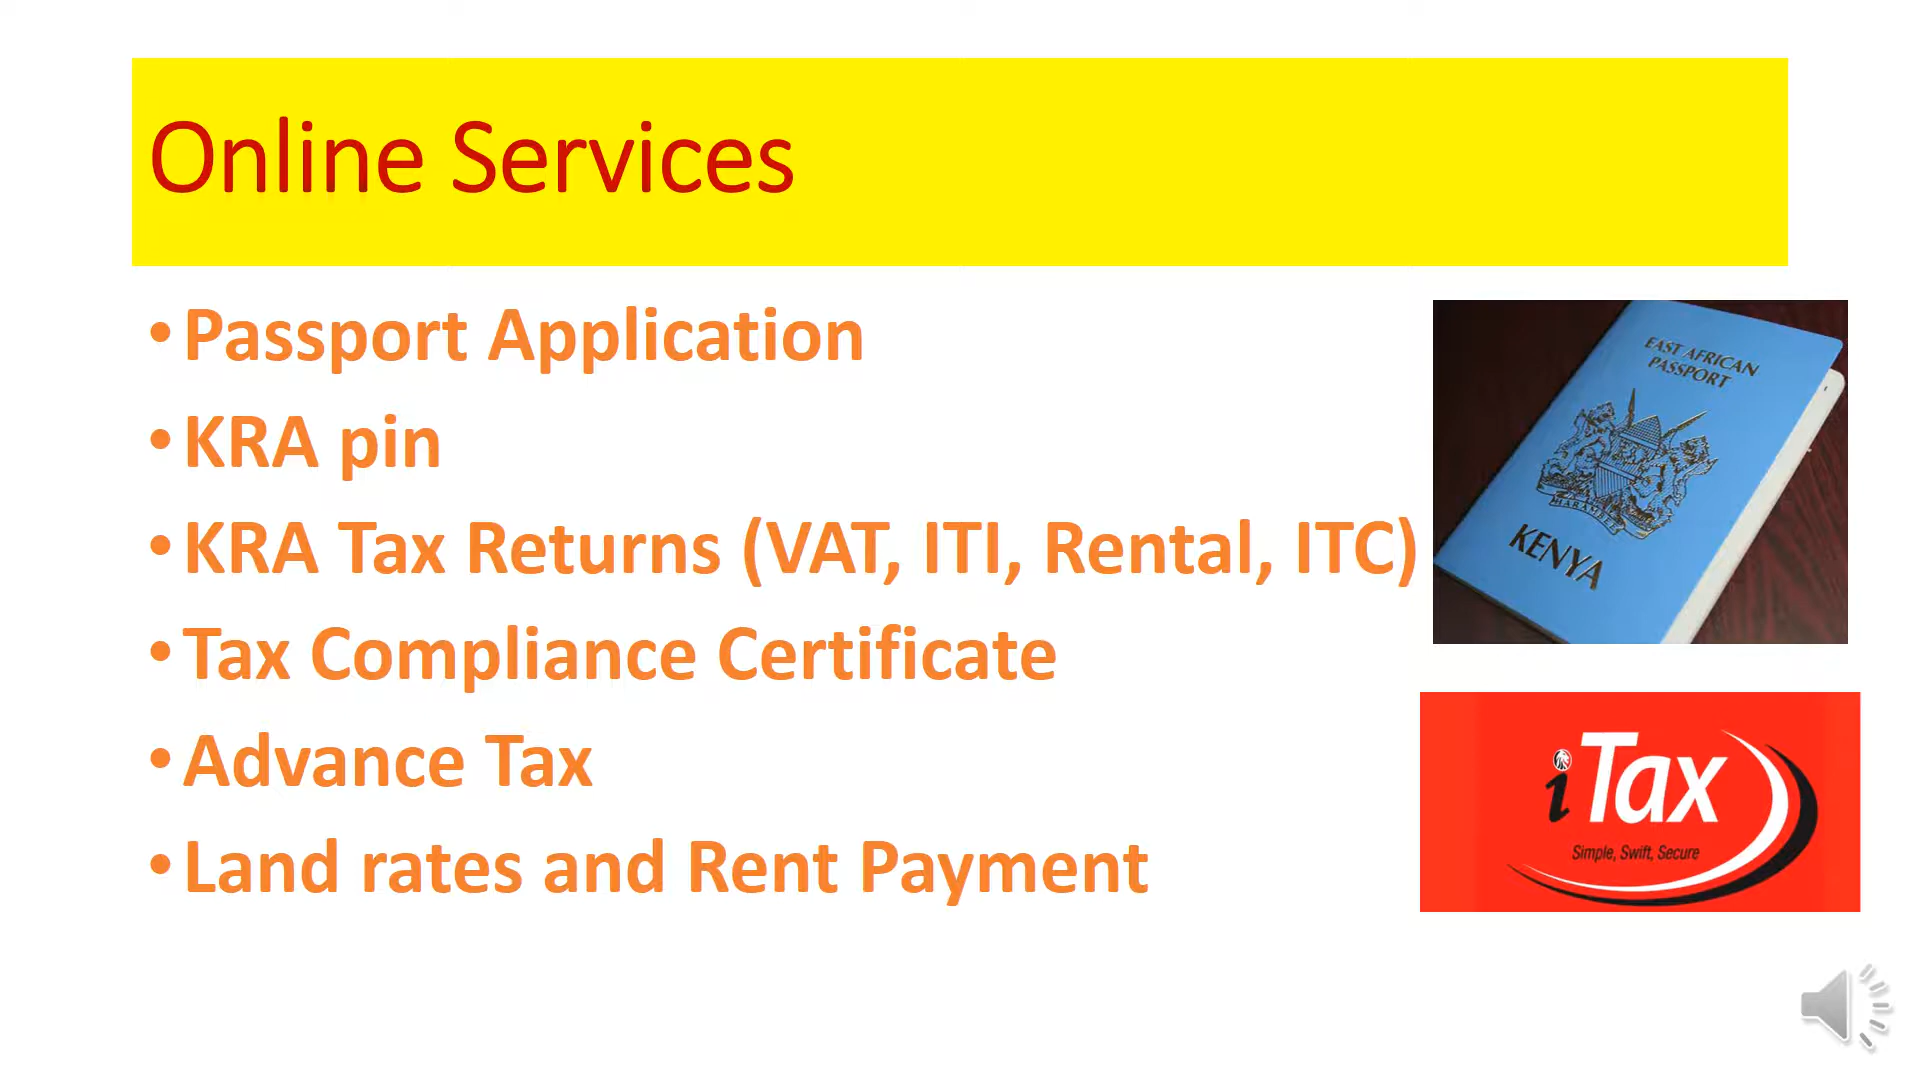 Online Services
• Passport Application
• KRA pin
• KRA Tax Returns (VAT, ITI, Rental, ITC)
• Tax Compliance Certificate
• Advance Tax
• Land rates and Rent Payment
EAST AFRICAN
PASSPORT
HARAMBEE
KENYA
iTax
Simple, Swift, Secure